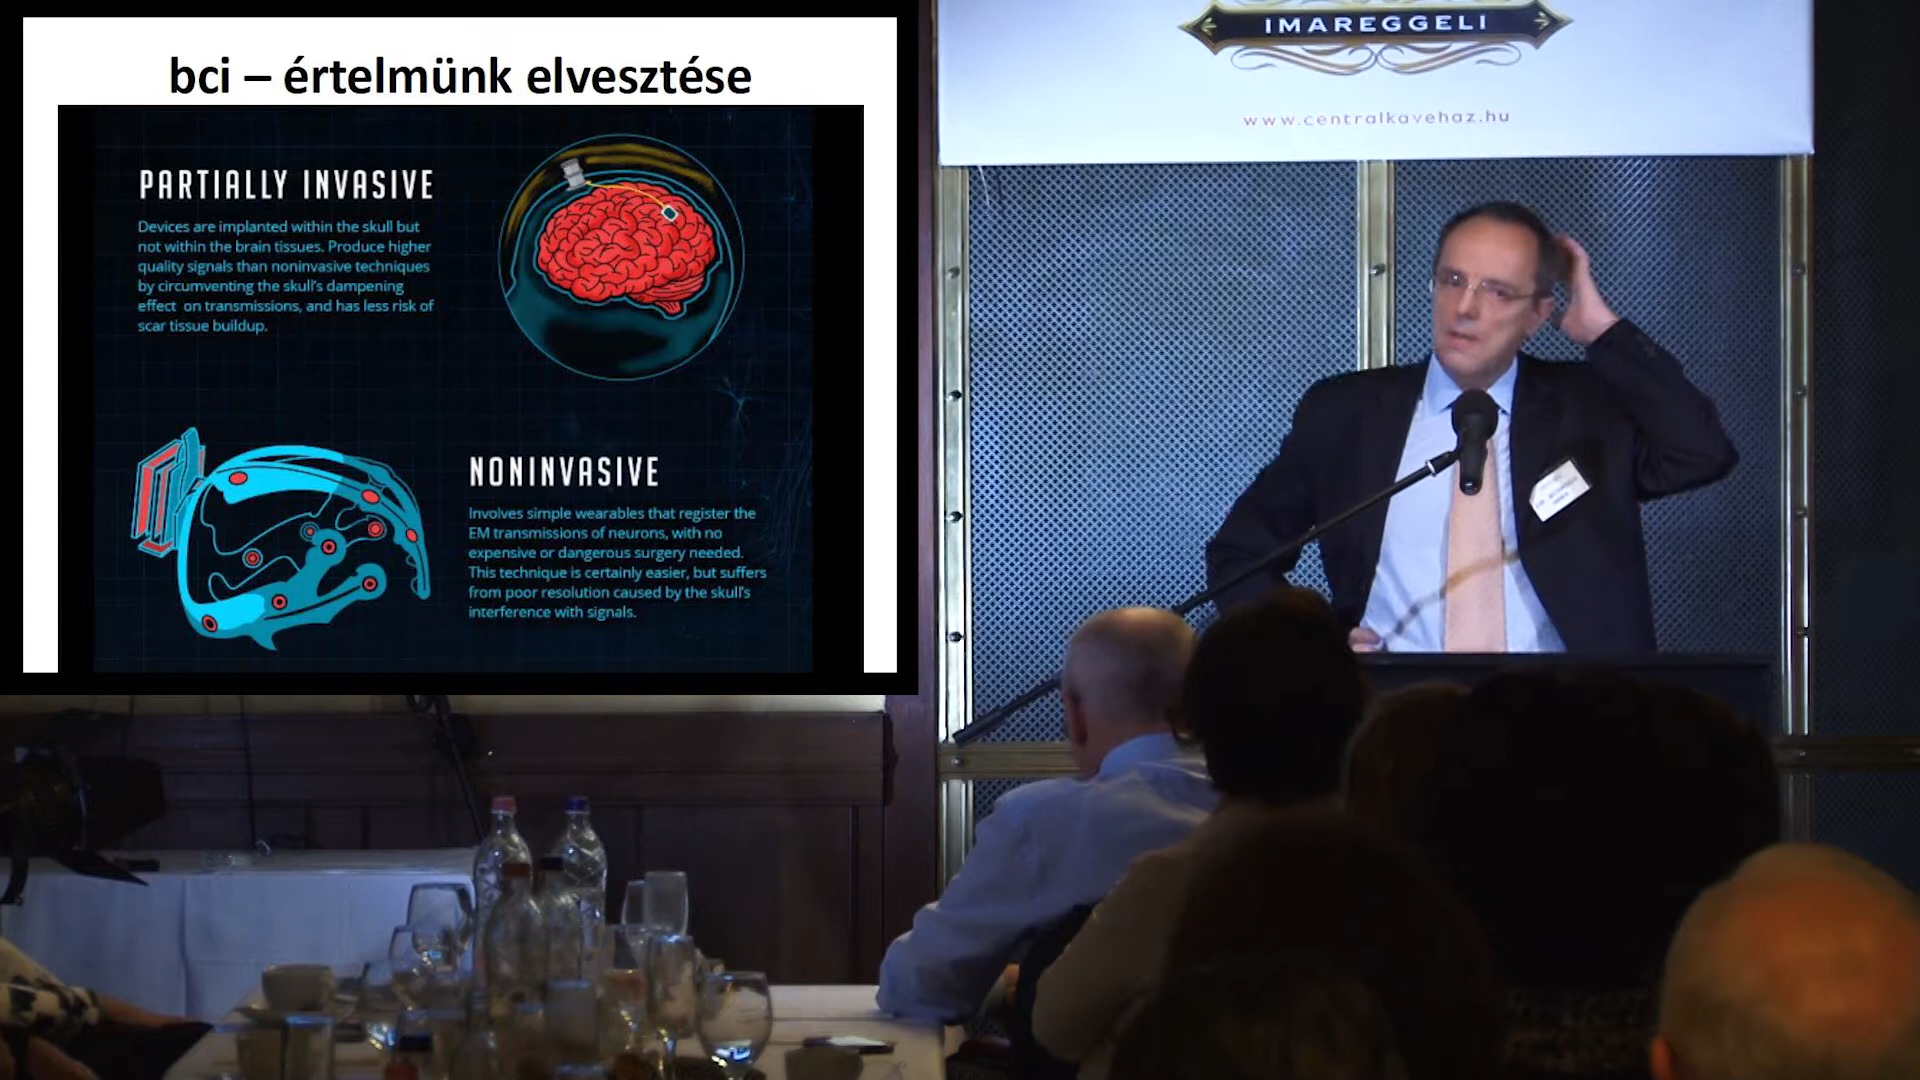 bci – értelmünk elvesztése
PARTIALLY INVASIVE
Devices are implanted within the skull but
not within the brain tissues. Produce higher
quality signals than noninvasive techniques
by circumventing the skull's dampening
effect on transmissions, and has less risk of
scar tissue buildup.
NONINVASIVE
Involves simple wearables that register the
EM transmissions of neurons, with no
expensive or dangerous surgery needed.
This technique is certainly easier, but suffers
from poor resolution caused by the skull's
interference with signals.
IMAREGGELI
www.centralkavehaz.hu